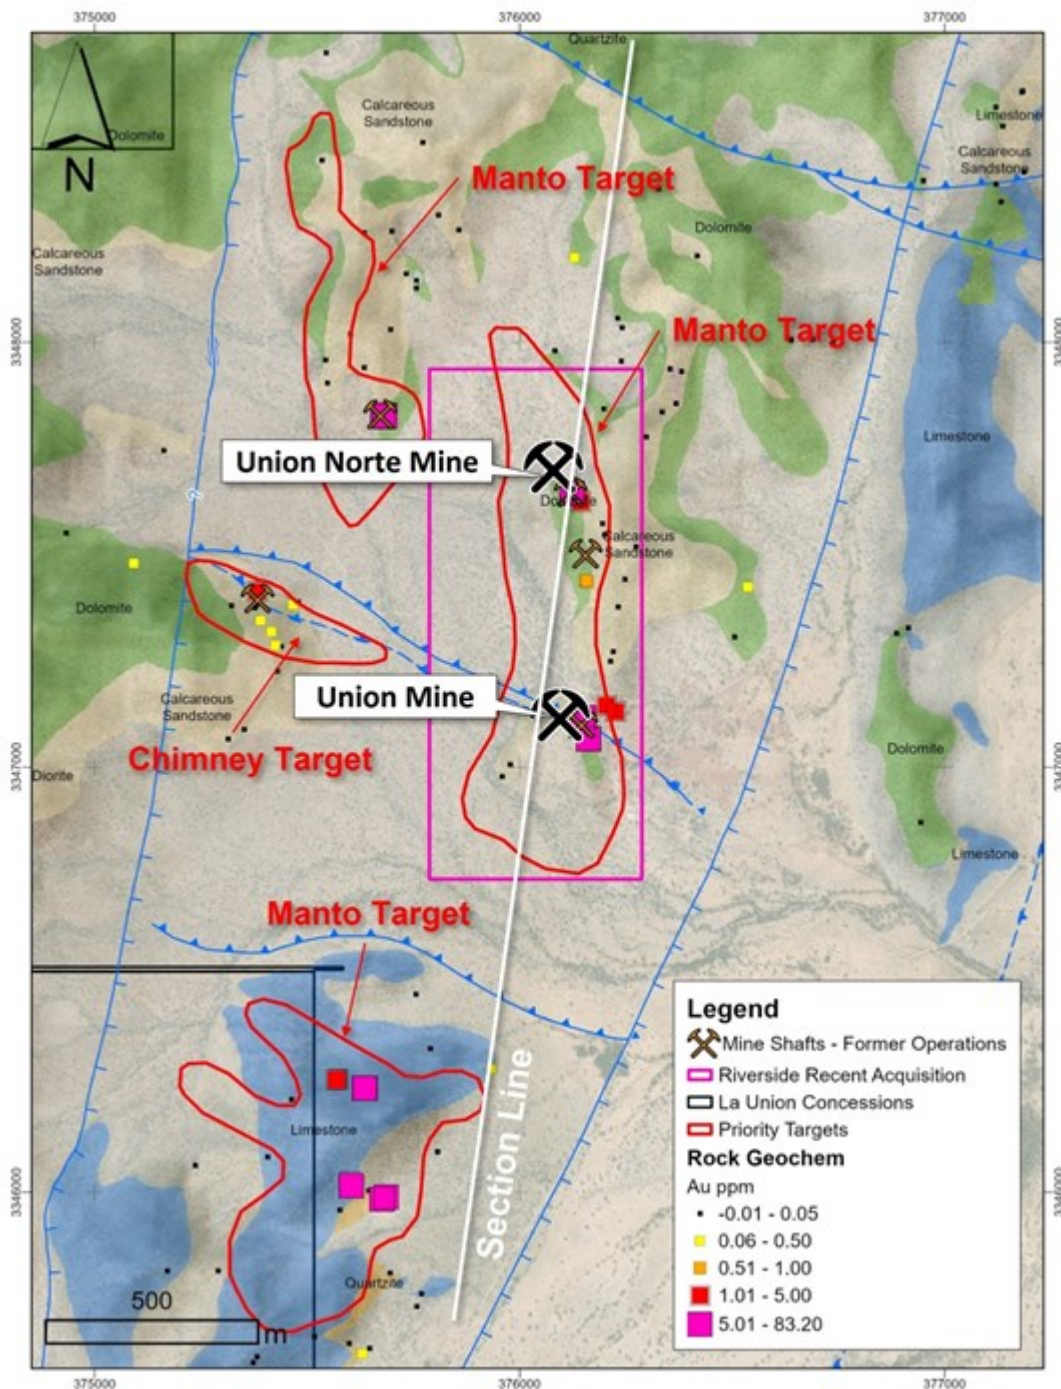 375000
376000
377000
Quartzite
Calcareous
Sandstone
Limestone
Dolomite
Calcareous
Sandstone
N
Manto Target
Dolomite
Calcareous
Sandstone
3348000
Manto Target
3348000
Limestone
Union Norte Mine
Calcareous
Sandstone
Dolomite
Union Mine
Calcareous
Sandstone
Chimney Target
Dolomite
Diorite
3347000
3347000
Limestone
Manto Target
Legend
Mine Shafts - Former Operations
Riverside Recent Acquisition
La Union Concessions
Priority Targets
Rock Geochem
Au ppm
-0.01 - 0.05
0.06 - 0.50
0.51 - 1.00
1.01 - 5.00
5.01 - 83.20
Section Line
Limestone
3346000
3346000
Quartzite
500
m
375000
376000
377000